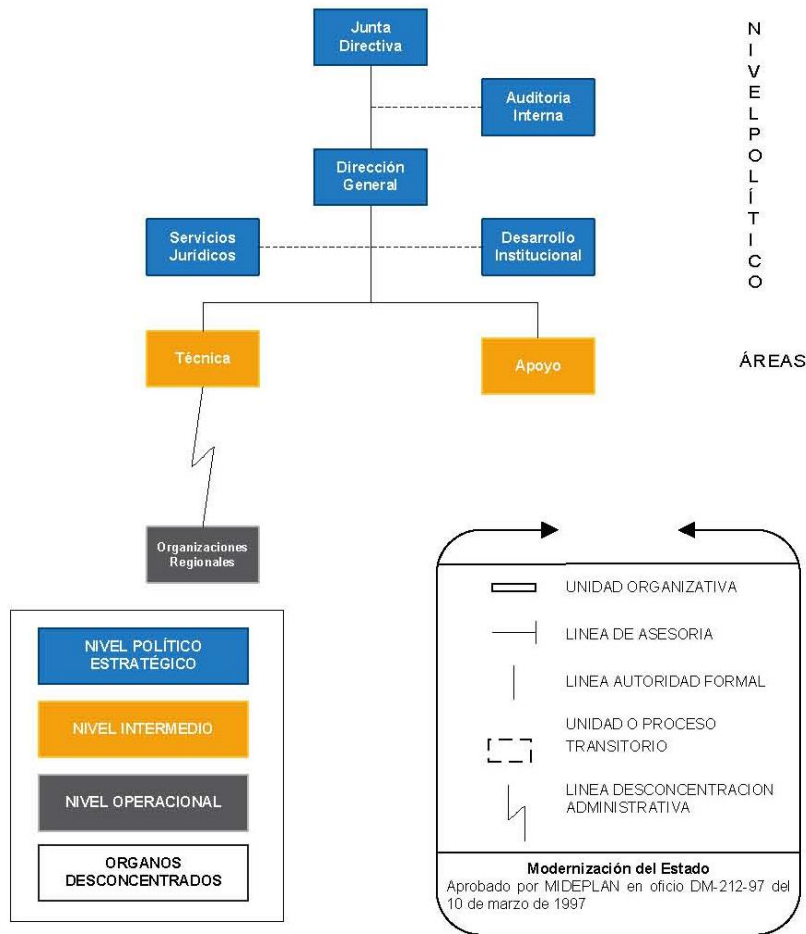 Junta
Directiva
Auditoria
Interna
Dirección
General
Servicios
Jurídicos
Desarrollo
Institucional
NIVELPOLÍTICO
Técnica
Apoyo
ÁREAS
Organizaciones
Regionales
NIVEL POLÍTICO
ESTRATÉGICO
NIVEL INTERMEDIO
NIVEL OPERACIONAL
ORGANOS
DESCONCENTRADOS
UNIDAD ORGANIZATIVA
LINEA DE ASESORIA
LINEA AUTORIDAD FORMAL
UNIDAD O PROCESO
TRANSITORIO
LINEA DESCONCENTRACION
ADMINISTRATIVA
Modernización del Estado
Aprobado por MIDEPLAN en oficio DM-212-97 del
10 de marzo de 1997